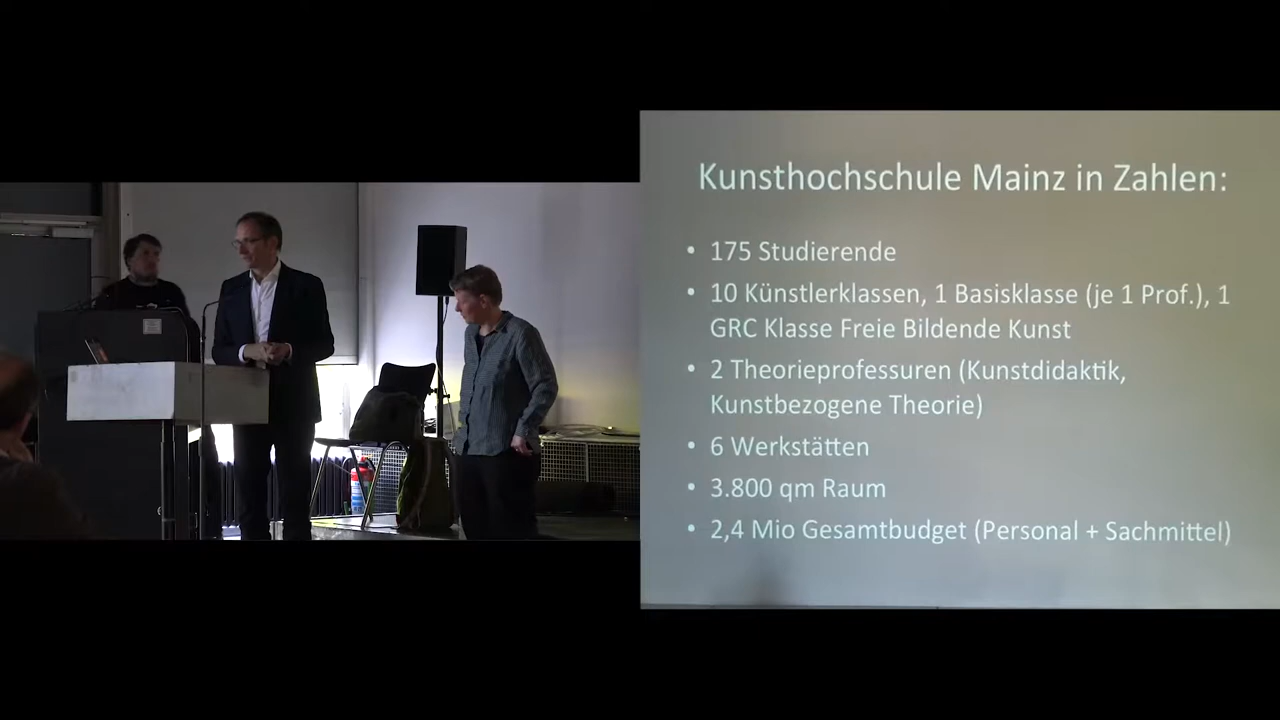 Kunsthochschule Mainz in Zahlen:
• 175 Studierende
• 10 Künstlerklassen, 1 Basisklasse (je 1 Prof.), 1
GRC Klasse Freie Bildende Kunst
• 2 Theorieprofessuren (Kunstdidaktik,
Kunstbezogene Theorie)
• 6 Werkstätten
• 3.800 qm Raum
• 2,4 Mio Gesamtbudget (Personal + Sachmittel)